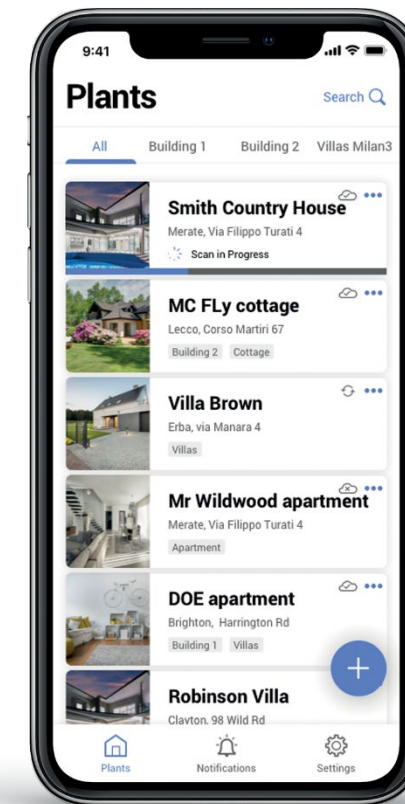 9:41
Plants
Search
All Building 1 Building 2 Villas Milan3
Smith Country House
Merate, Via Filippo Turati 4
Scan in Progress
MC FLy cottage
Lecco, Corso Martiri 67
Building 2 Cottage
Villa Brown
Erba, via Manara 4
Villas
Mr Wildwood apartment
Merate, Via Filippo Turati 4
Apartment
DOE apartment
Brighton, Harrington Rd
Building 1 Villas
Robinson Villa
Clayton, 98 Wild Rd
Plants Notifications Settings